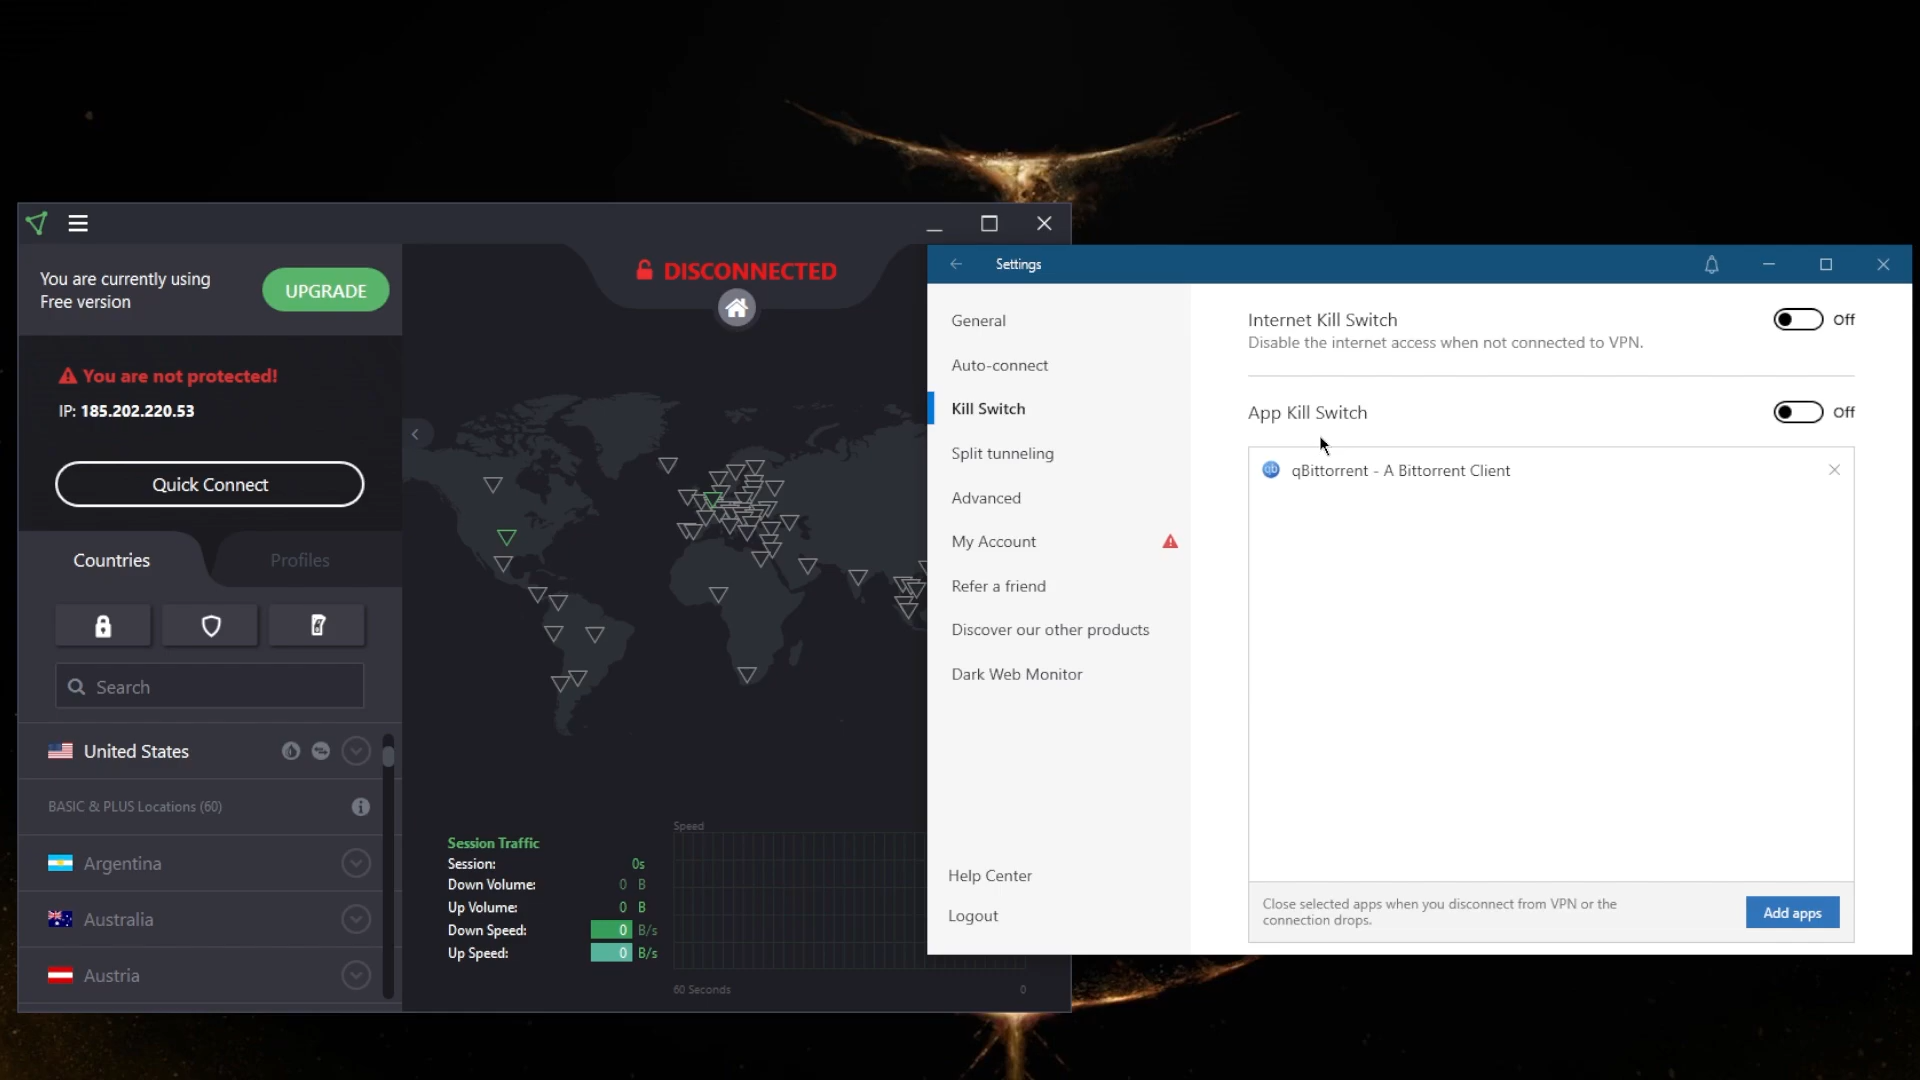 You are currently using
Free version
UPGRADE
You are not protected!
IP: 185.202.220.53
Quick Connect
Countries
Profiles
Search
United States
BASIC & PLUS Locations (60)
Argentina
Australia
Austria
DISCONNECTED
Session Traffic
Session: 0s
Down Volume: 0 B
Up Volume: 0 B
Down Speed: 0 B/s
Up Speed: 0 B/s
Speed
60 Seconds 0
Settings
General
Auto-connect
Kill Switch
Split tunneling
Advanced
My Account
Refer a friend
Discover our other products
Dark Web Monitor
Help Center
Logout
Internet Kill Switch
Off
Disable the internet access when not connected to VPN.
App Kill Switch
Off
qb
qBittorrent - A Bittorrent Client
Close selected apps when you disconnect from VPN or the
connection drops.
Add apps